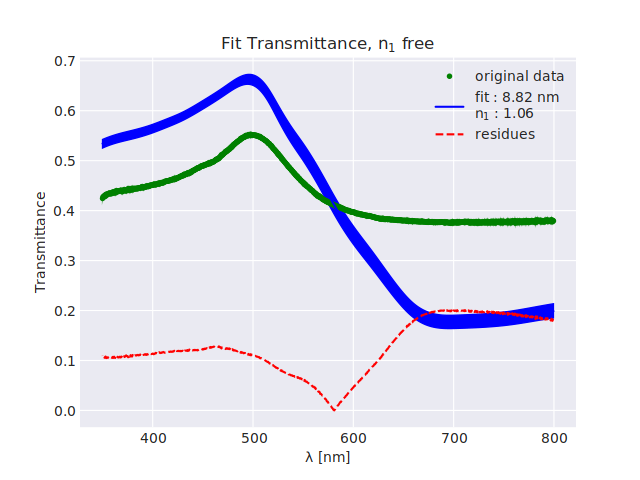 Fit Transmittance, n₁ free
original data
fit : 8.82 nm
n₁ : 1.06
residues
Transmittance
0.7
0.6
0.5
0.4
0.3
0.2
0.1
0.0
400 500 600 700 800
λ [nm]